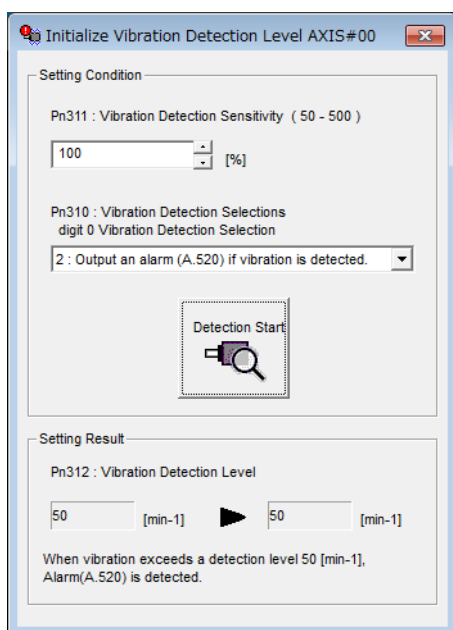 Initialize Vibration Detection Level AXIS#00
Setting Condition
Pn311 : Vibration Detection Sensitivity ( 50 - 500 )
100 [%]
Pn310 : Vibration Detection Selections
digit 0 Vibration Detection Selection
2 : Output an alarm (A.520) if vibration is detected.
Detection Start
Setting Result
Pn312 : Vibration Detection Level
50 [min-1] 50 [min-1]
When vibration exceeds a detection level 50 [min-1],
Alarm(A.520) is detected.